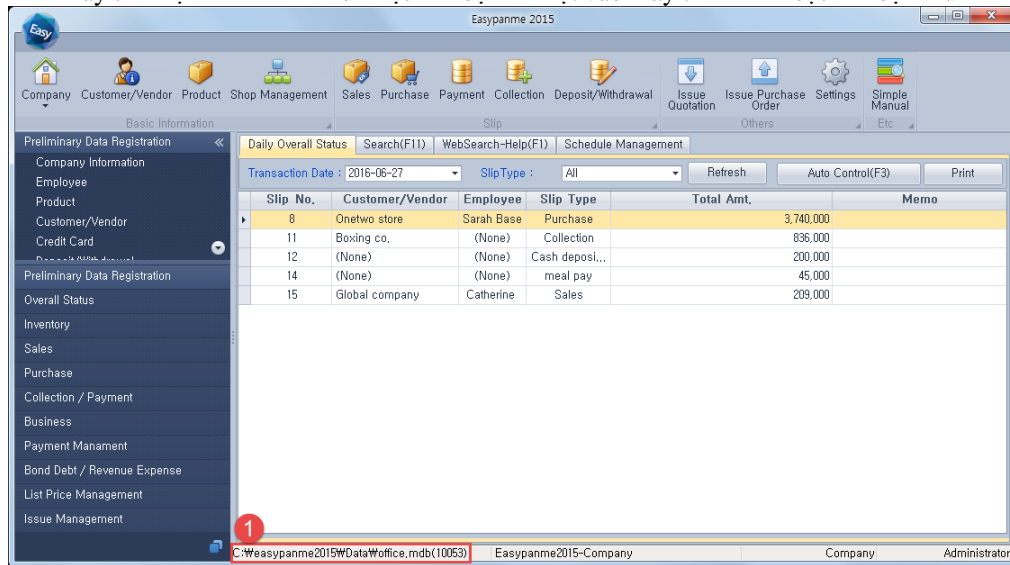 Easypanme 2015
Easy
Company Customer/Vendor Product Shop Management Sales Purchase Payment Collection Deposit/Withdrawal Issue Quotation Issue Purchase Order Settings Simple Manual
Basic Information Slip Others Etc
Preliminary Data Registration
Company Information
Employee
Product
Customer/Vendor
Credit Card
Preliminary Data Registration
Overall Status
Inventory
Sales
Purchase
Collection / Payment
Business
Payment Manament
Bond Debt / Revenue Expense
List Price Management
Issue Management
Daily Overall Status Search(F11) WebSearch-Help(F1) Schedule Management
Transaction Date : 2016-06-27 SlipType : All Refresh Auto Control(F3) Print
Slip No. Customer/Vendor Employee Slip Type Total Amt. Memo
8 Onetwo store Sarah Base Purchase 3,740,000
11 Boxing co. (None) Collection 836,000
12 (None) (None) Cash deposi... 200,000
14 (None) (None) meal pay 45,000
15 Global company Catherine Sales 209,000
1
C:₩easypanme2015₩Data₩office.mdb(10053) Easypanme2015-Company Company Administrator